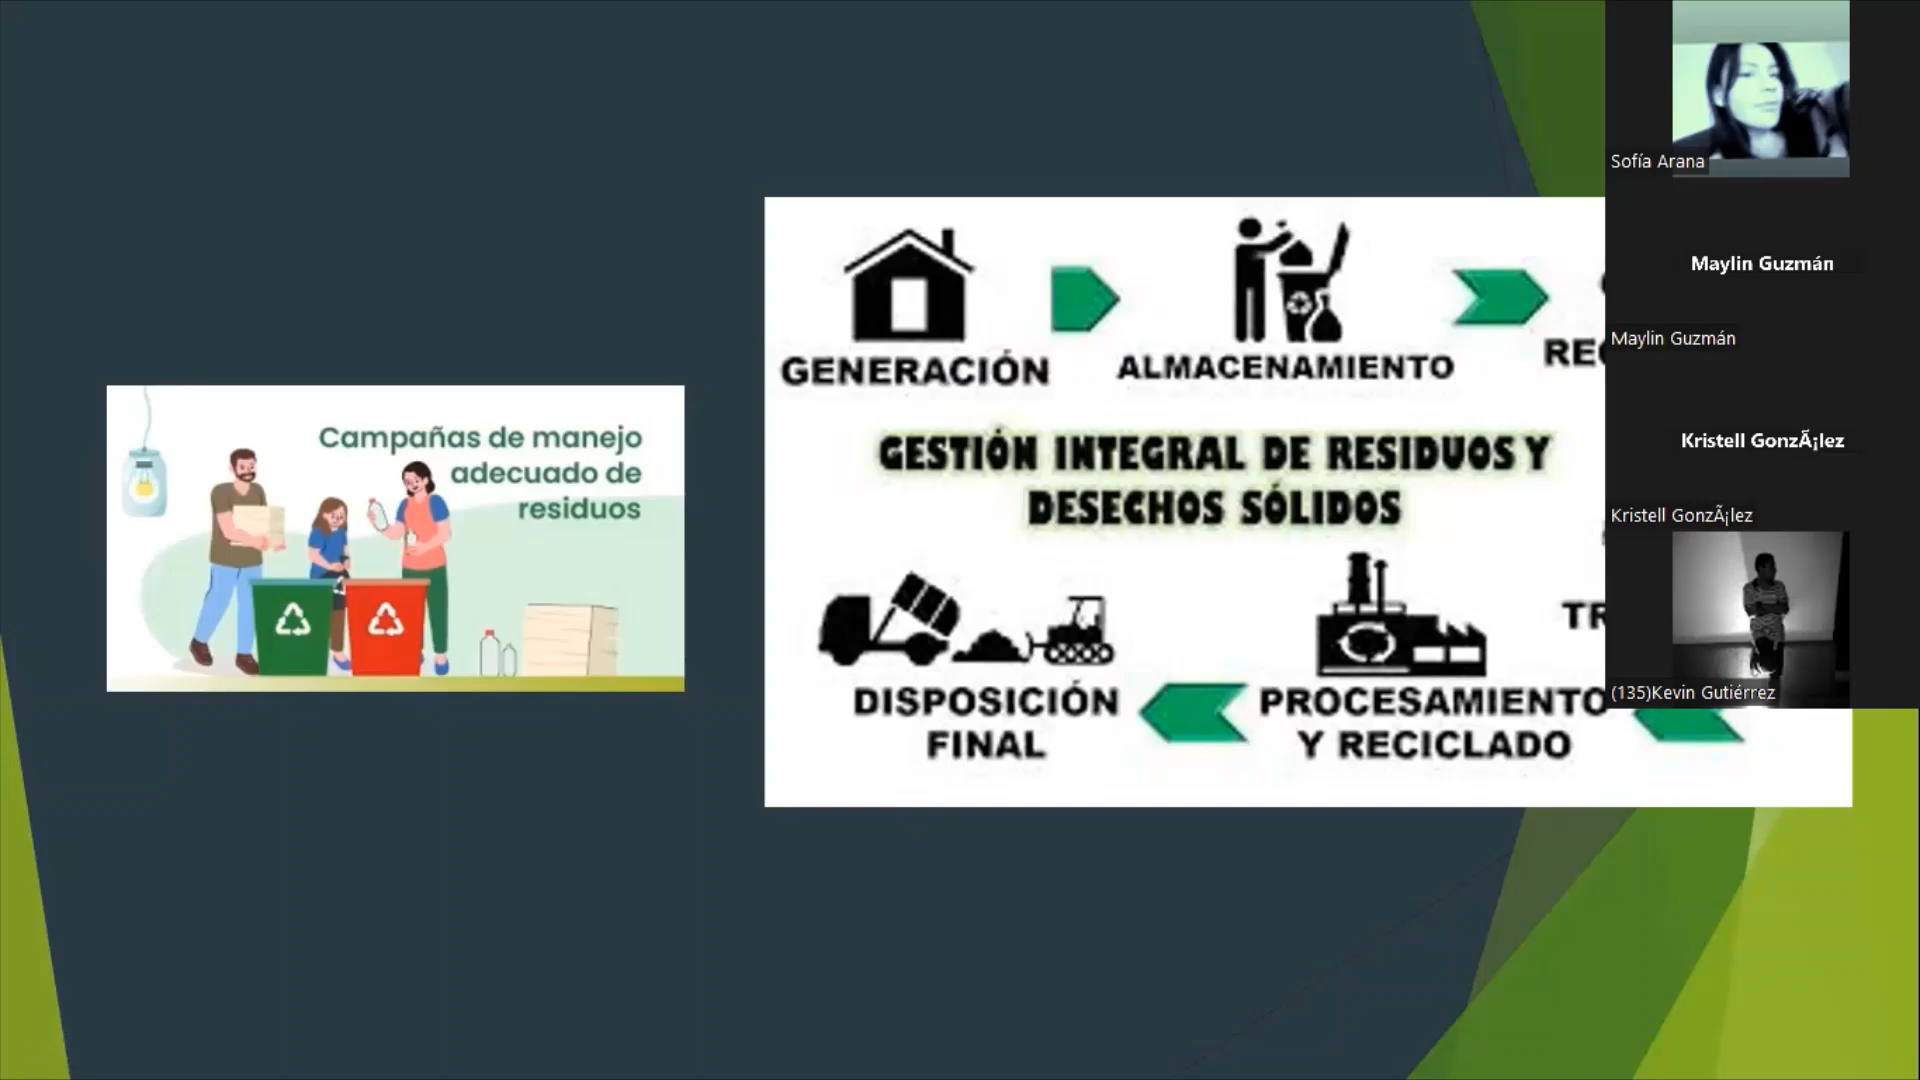 Campañas de manejo
adecuado de
residuos
GENERACIÓN
ALMACENAMIENTO
GESTIÓN INTEGRAL DE RESIDUOS Y
DESECHOS SÓLIDOS
DISPOSICIÓN
FINAL
PROCESAMIENTO
Y RECICLADO
Sofía Arana
Maylin Guzmán
Maylin Guzmán
Kristell GonzÃ¡lez
Kristell GonzÃ¡lez
(135)Kevin Gutiérrez